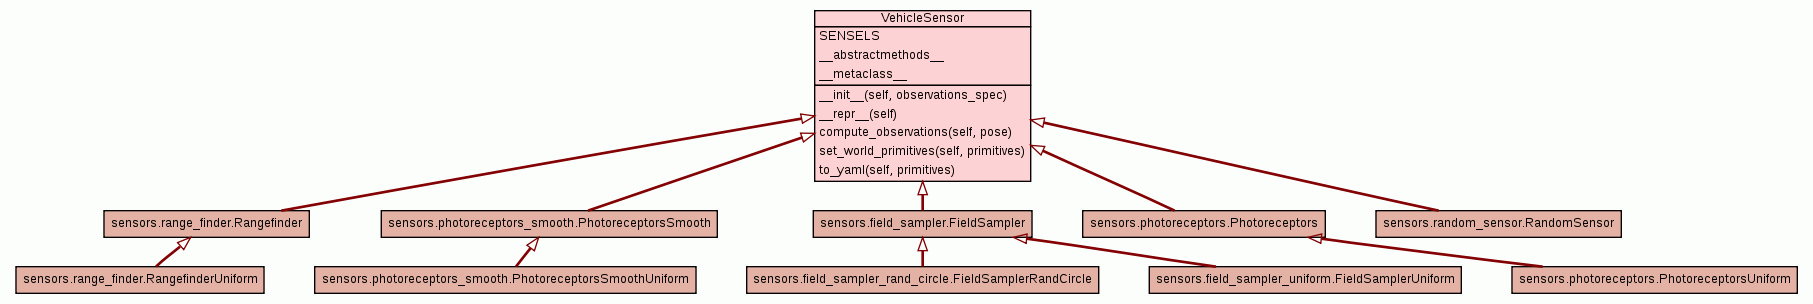 VehicleSensor
SENSELS
__abstractmethods__
__metaclass__
__init__(self, observations_spec)
__repr__(self)
compute_observations(self, pose)
set_world_primitives(self, primitives)
to_yaml(self, primitives)
sensors.range_finder.Rangefinder
sensors.photoreceptors_smooth.PhotoreceptorsSmooth
sensors.field_sampler.FieldSampler
sensors.photoreceptors.Photoreceptors
sensors.random_sensor.RandomSensor
sensors.range_finder.RangefinderUniform
sensors.photoreceptors_smooth.PhotoreceptorsSmoothUniform
sensors.field_sampler_rand_circle.FieldSamplerRandCircle
sensors.field_sampler_uniform.FieldSamplerUniform
sensors.photoreceptors.PhotoreceptorsUniform